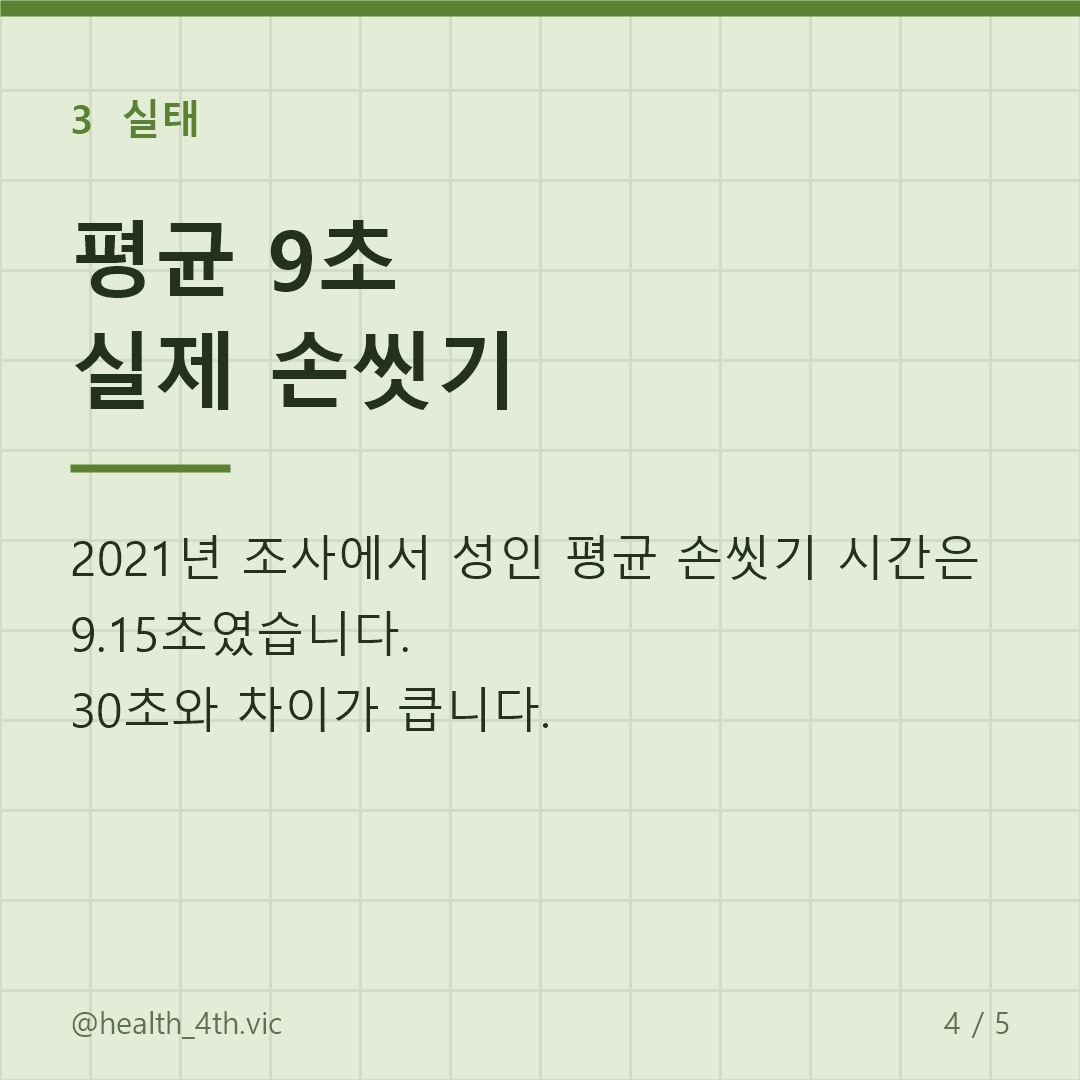 3 실태
평균 9초
실제 손씻기
2021년 조사에서 성인 평균 손씻기 시간은
9.15초였습니다.
30초와 차이가 큽니다.
@health_4th.vic
4 / 5